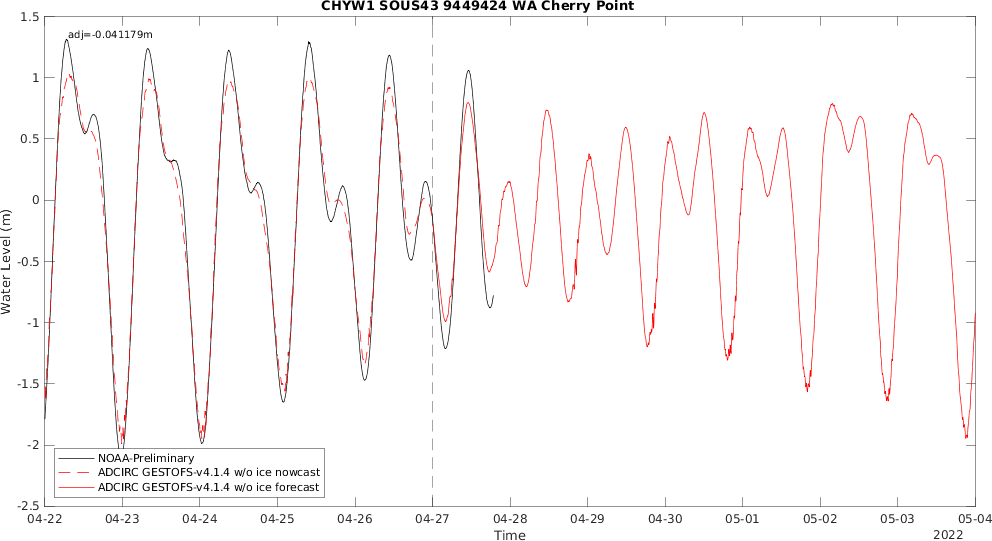 CHYW1 SOUS43 9449424 WA Cherry Point
adj=-0.041179m
1.5
1
0.5
0
-0.5
-1
-1.5
-2
-2.5
Water Level (m)
NOAA-Preliminary
ADCIRC GESTOFS-v4.1.4 w/o ice nowcast
ADCIRC GESTOFS-v4.1.4 w/o ice forecast
04-22 04-23 04-24 04-25 04-26 04-27 04-28 04-29 04-30 05-01 05-02 05-03 05-04
Time
2022